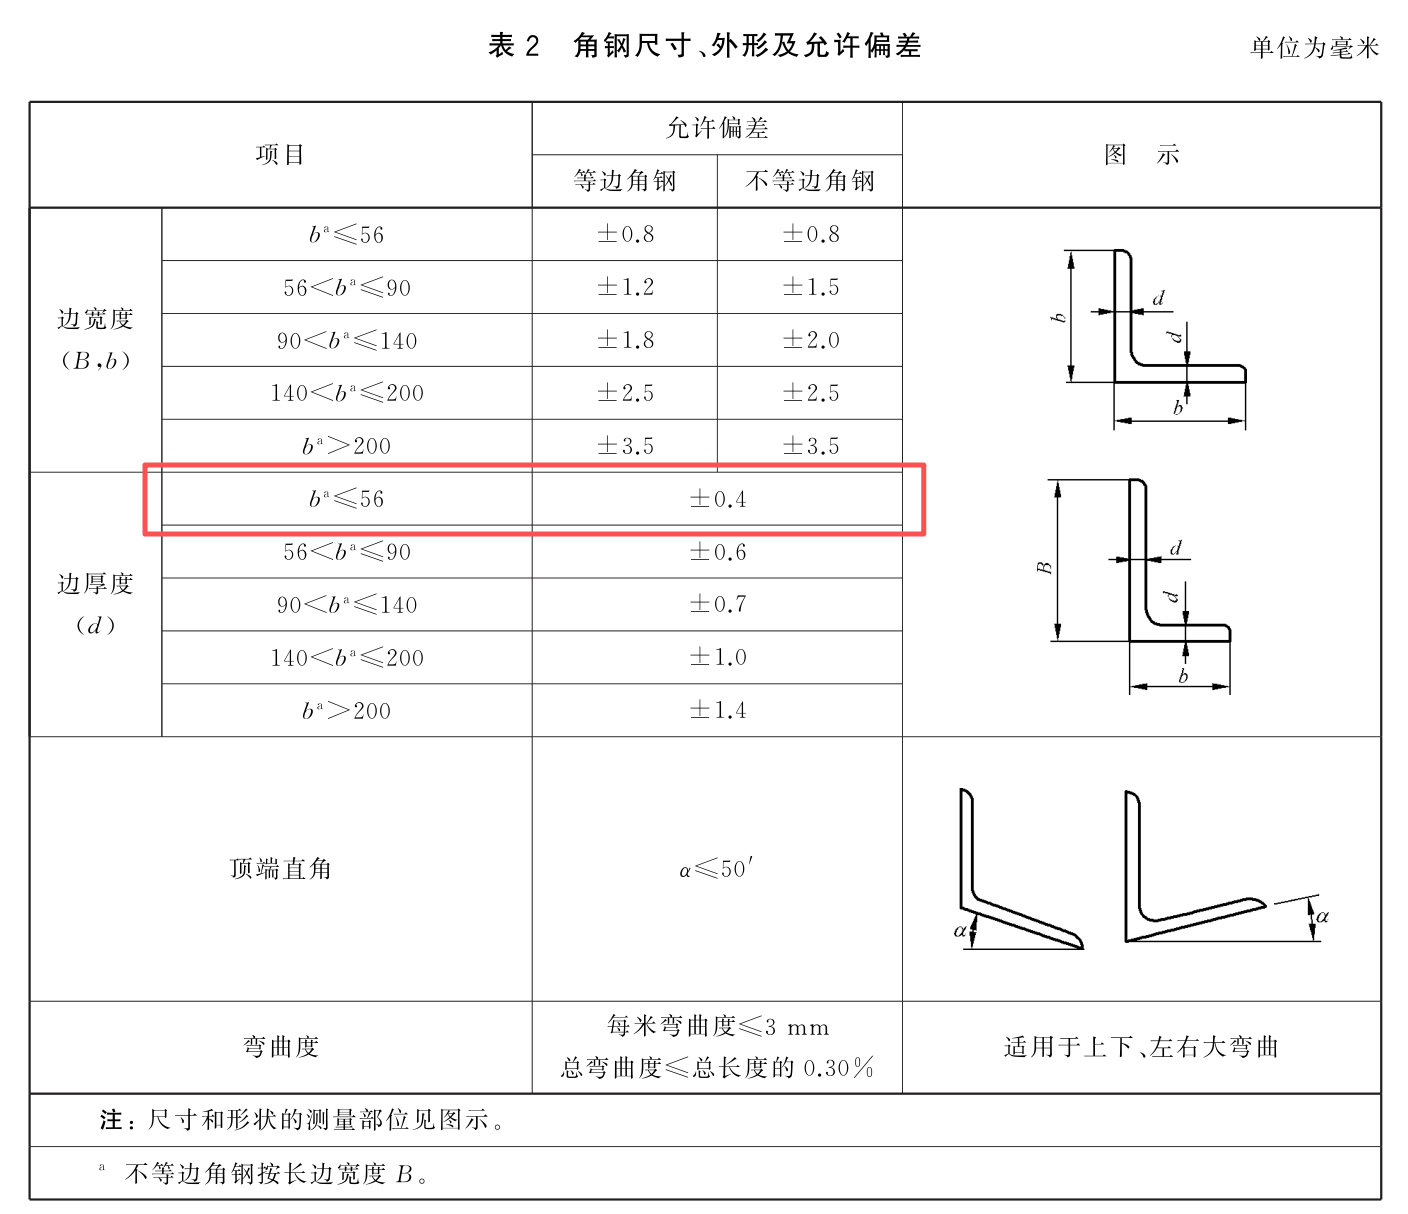 表 2 角钢尺寸、外形及允许偏差
单位为毫米
项目
允许偏差
图 示
等边角钢
不等边角钢
边宽度
(B,b)
bᵃ≤56
±0.8
±0.8
56<bᵃ≤90
±1.2
±1.5
90<bᵃ≤140
±1.8
±2.0
140<bᵃ≤200
±2.5
±2.5
bᵃ>200
±3.5
±3.5
b
d
d
b
边厚度
(d)
bᵃ≤56
±0.4
56<bᵃ≤90
±0.6
90<bᵃ≤140
±0.7
140<bᵃ≤200
±1.0
bᵃ>200
±1.4
B
d
d
b
顶端直角
α≤50′
α
α
弯曲度
每米弯曲度≤3 mm
总弯曲度≤总长度的 0.30%
适用于上下、左右大弯曲
注: 尺寸和形状的测量部位见图示。
ᵃ 不等边角钢按长边宽度 B。